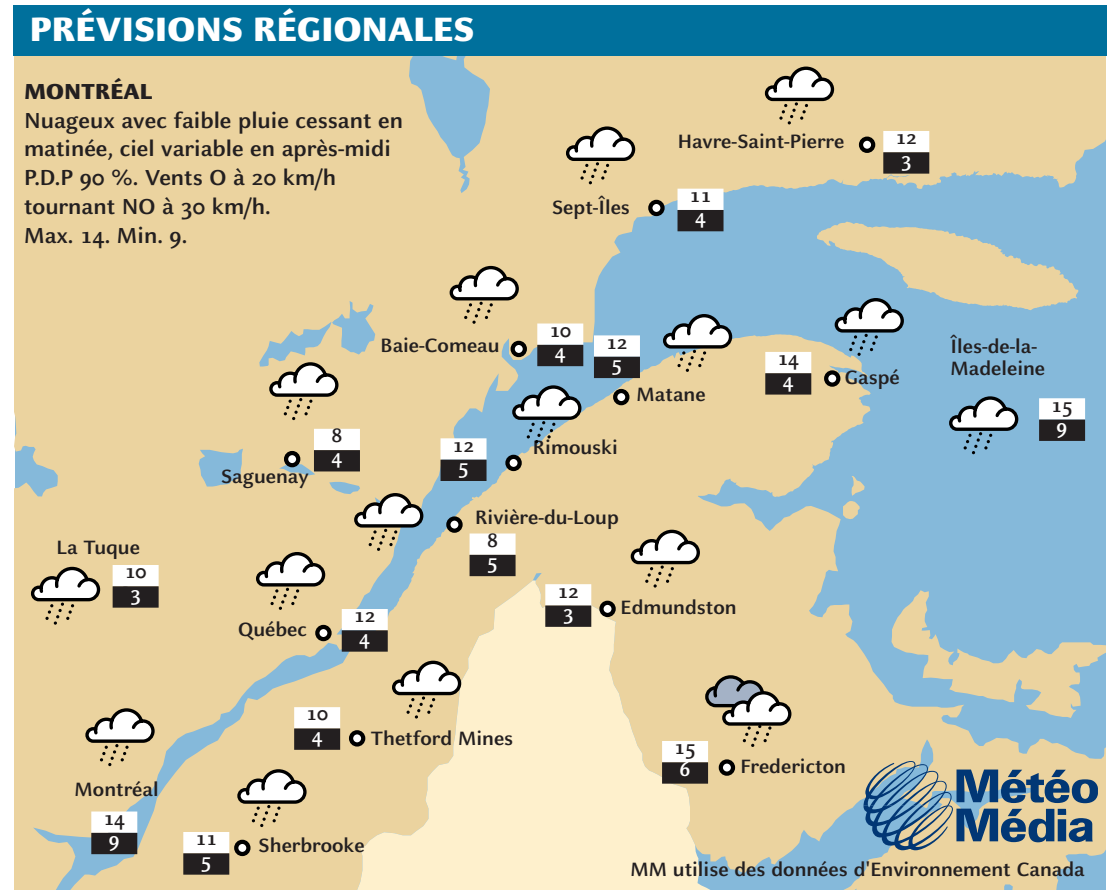 PRÉVISIONS RÉGIONALES
MONTRÉAL
Nuageux avec faible pluie cessant en
matinée, ciel variable en après-midi
P.D.P 90 %. Vents O à 20 km/h
tournant NO à 30 km/h.
Max. 14. Min. 9.
Havre-Saint-Pierre
12
3
Sept-Îles
11
4
Baie-Comeau
10
4
12
5
Matane
14
4
Gaspé
Îles-de-la-
Madeleine
15
9
8
4
Saguenay
12
5
Rimouski
Rivière-du-Loup
8
5
La Tuque
10
3
12
3
Edmundston
Québec
12
4
10
4
Thetford Mines
15
6
Fredericton
Montréal
14
9
11
5
Sherbrooke
Météo
Média
MM utilise des données d'Environnement Canada